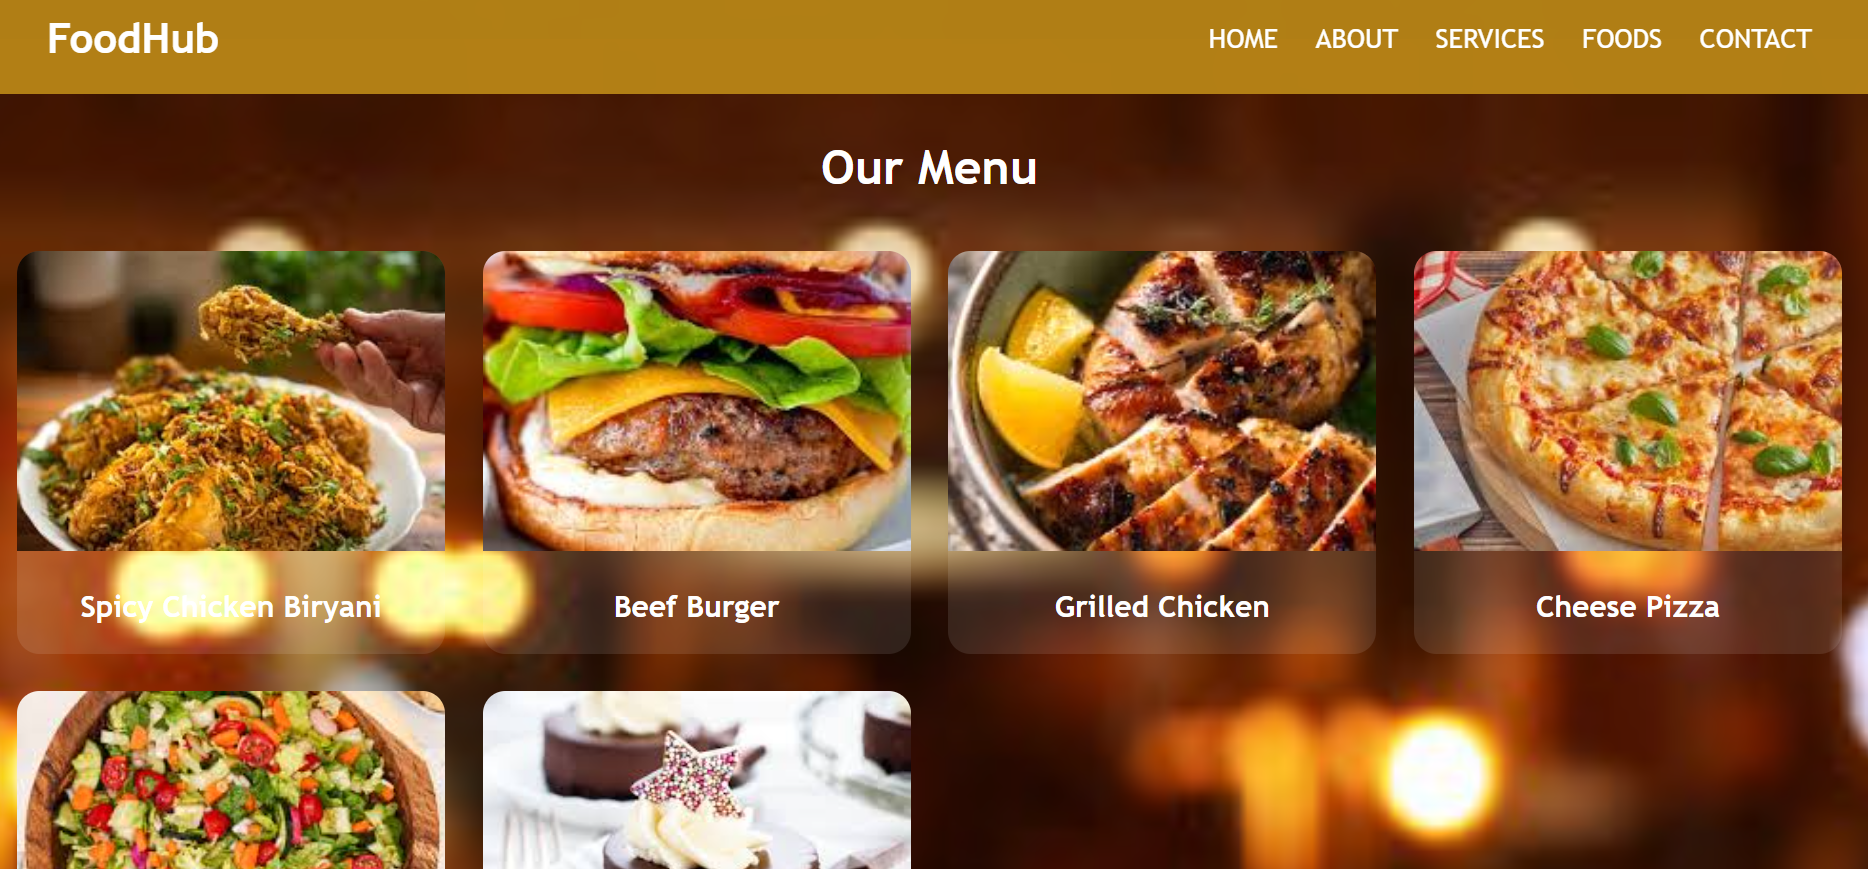 FoodHub
HOME ABOUT SERVICES FOODS CONTACT
Our Menu
Spicy Chicken Biryani
Beef Burger
Grilled Chicken
Cheese Pizza